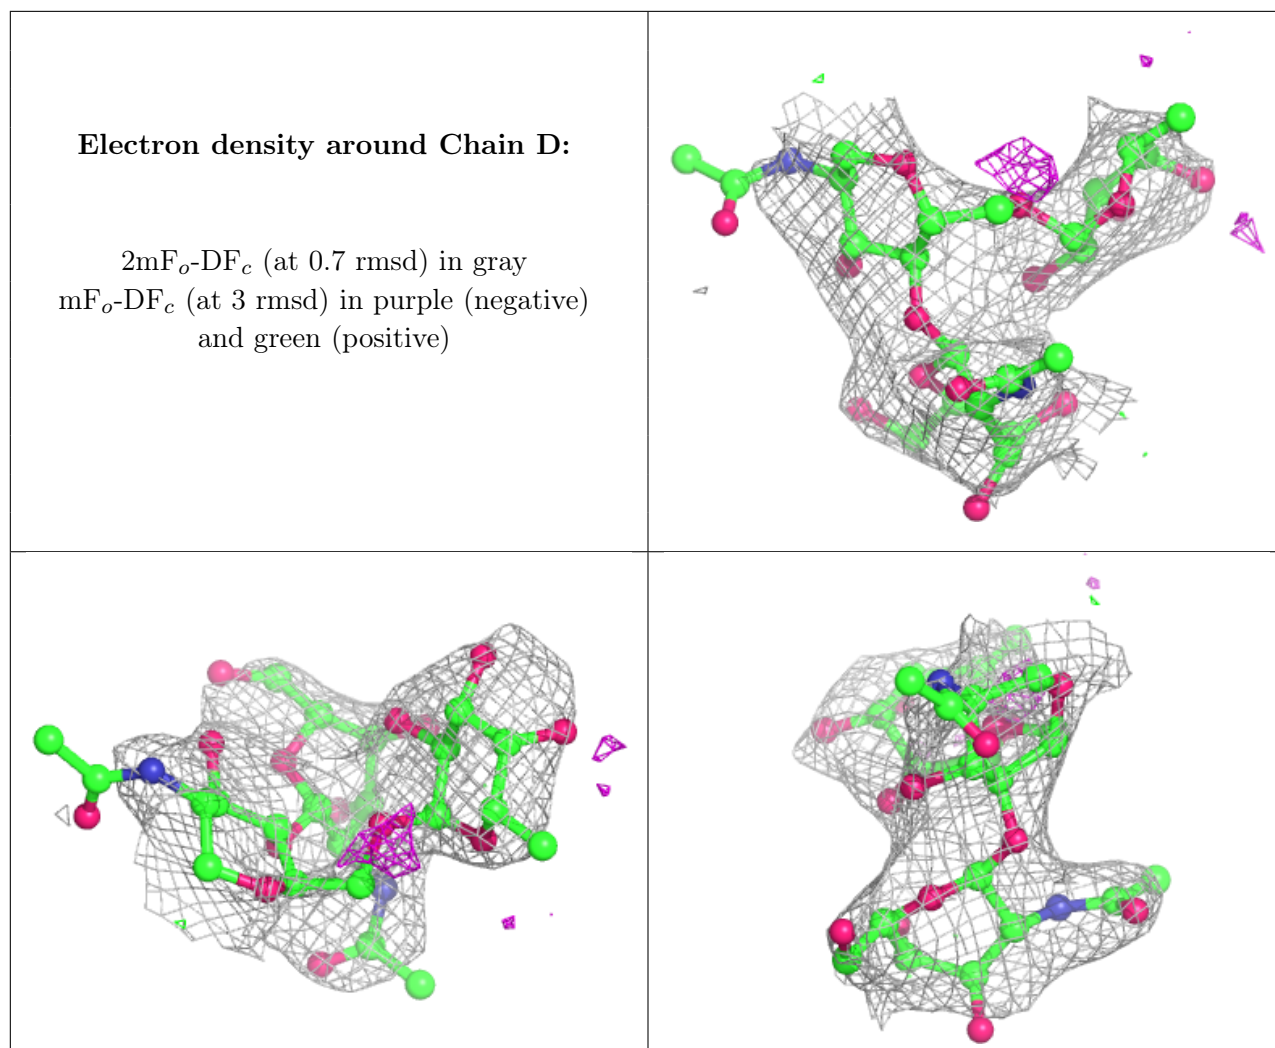 Electron density around Chain D:
2mFₒ-DF𝒸 (at 0.7 rmsd) in gray
mFₒ-DF𝒸 (at 3 rmsd) in purple (negative)
and green (positive)